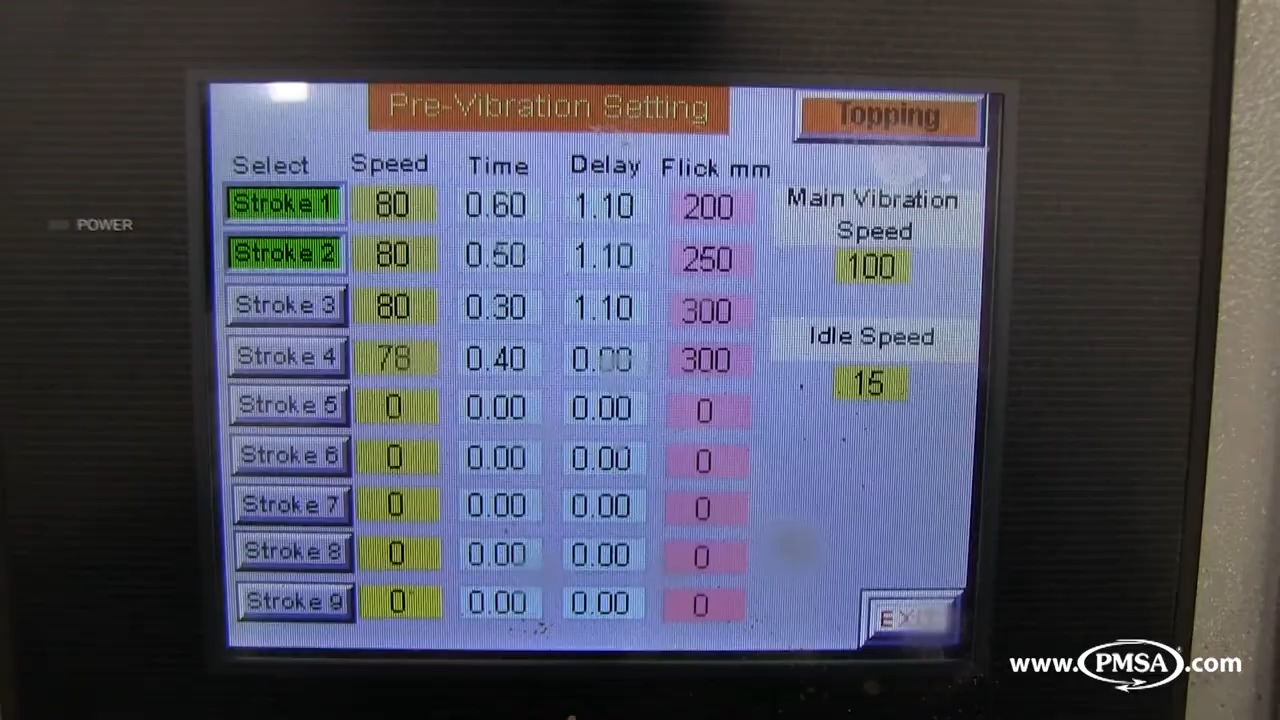 Pre-Vibration Setting
Topping
Select Speed Time Delay Flick mm
Stroke 1 80 0.60 1.10 200
Stroke 2 80 0.50 1.10 250
Stroke 3 80 0.30 1.10 300
Stroke 4 78 0.40 0.00 300
Stroke 5 0 0.00 0.00 0
Stroke 6 0 0.00 0.00 0
Stroke 7 0 0.00 0.00 0
Stroke 8 0 0.00 0.00 0
Stroke 9 0 0.00 0.00 0
Main Vibration
Speed
100
Idle Speed
15
EXIT
POWER
www.PMSA.com